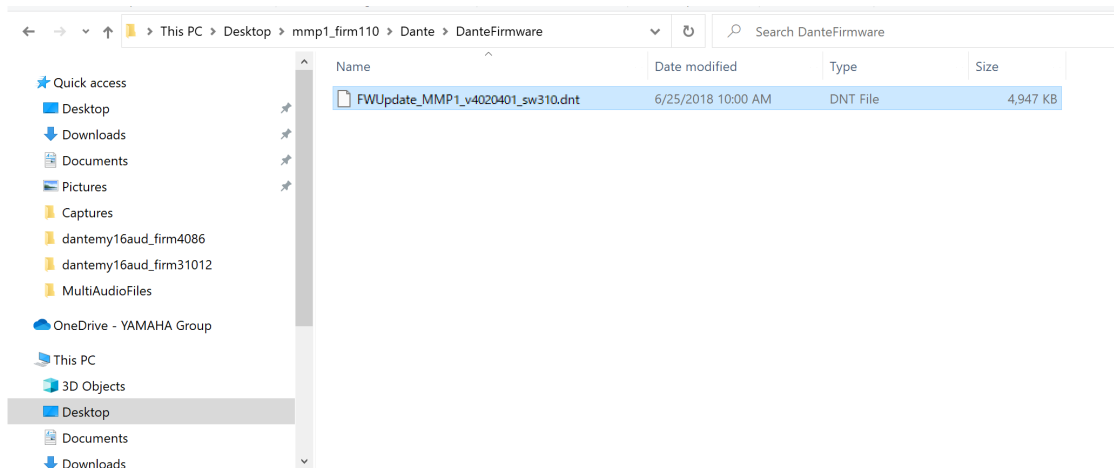 This PC > Desktop > mmp1_firm110 > Dante > DanteFirmware
Search DanteFirmware
Quick access
Desktop
Downloads
Documents
Pictures
Captures
dantemy16aud_firm4086
dantemy16aud_firm31012
MultiAudioFiles
OneDrive - YAMAHA Group
This PC
3D Objects
Desktop
Documents
Downloads
Name Date modified Type Size
FWUpdate_MMP1_v4020401_sw310.dnt 6/25/2018 10:00 AM DNT File 4,947 KB